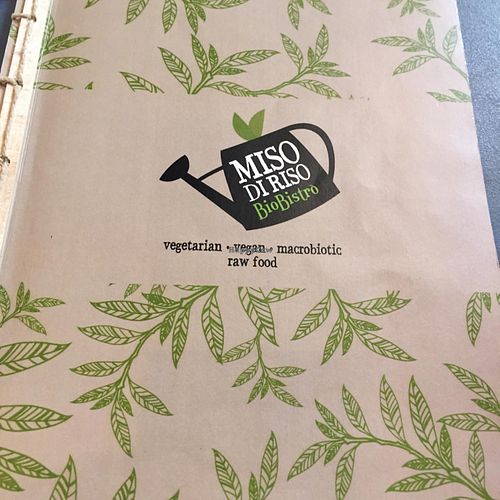 MISO
DI RISO
BioBistro
vegetarian • vegan • macrobiotic
raw food